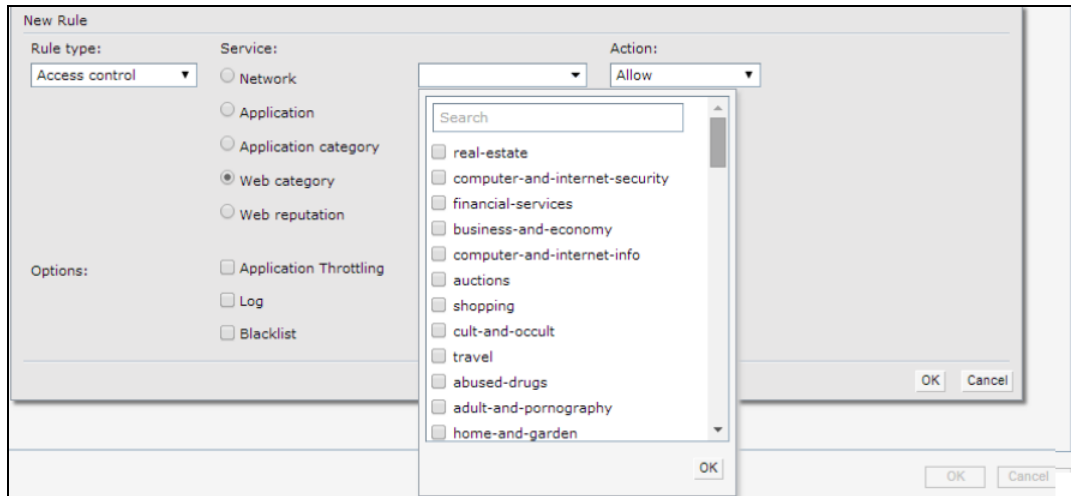 New Rule
Rule type:
Service:
Action:
Access control
Network
Allow
Application
Application category
Web category
Web reputation
Search
real-estate
computer-and-internet-security
financial-services
business-and-economy
computer-and-internet-info
auctions
shopping
cult-and-occult
travel
abused-drugs
adult-and-pornography
home-and-garden
OK
Options:
Application Throttling
Log
Blacklist
OK
Cancel
OK
Cancel